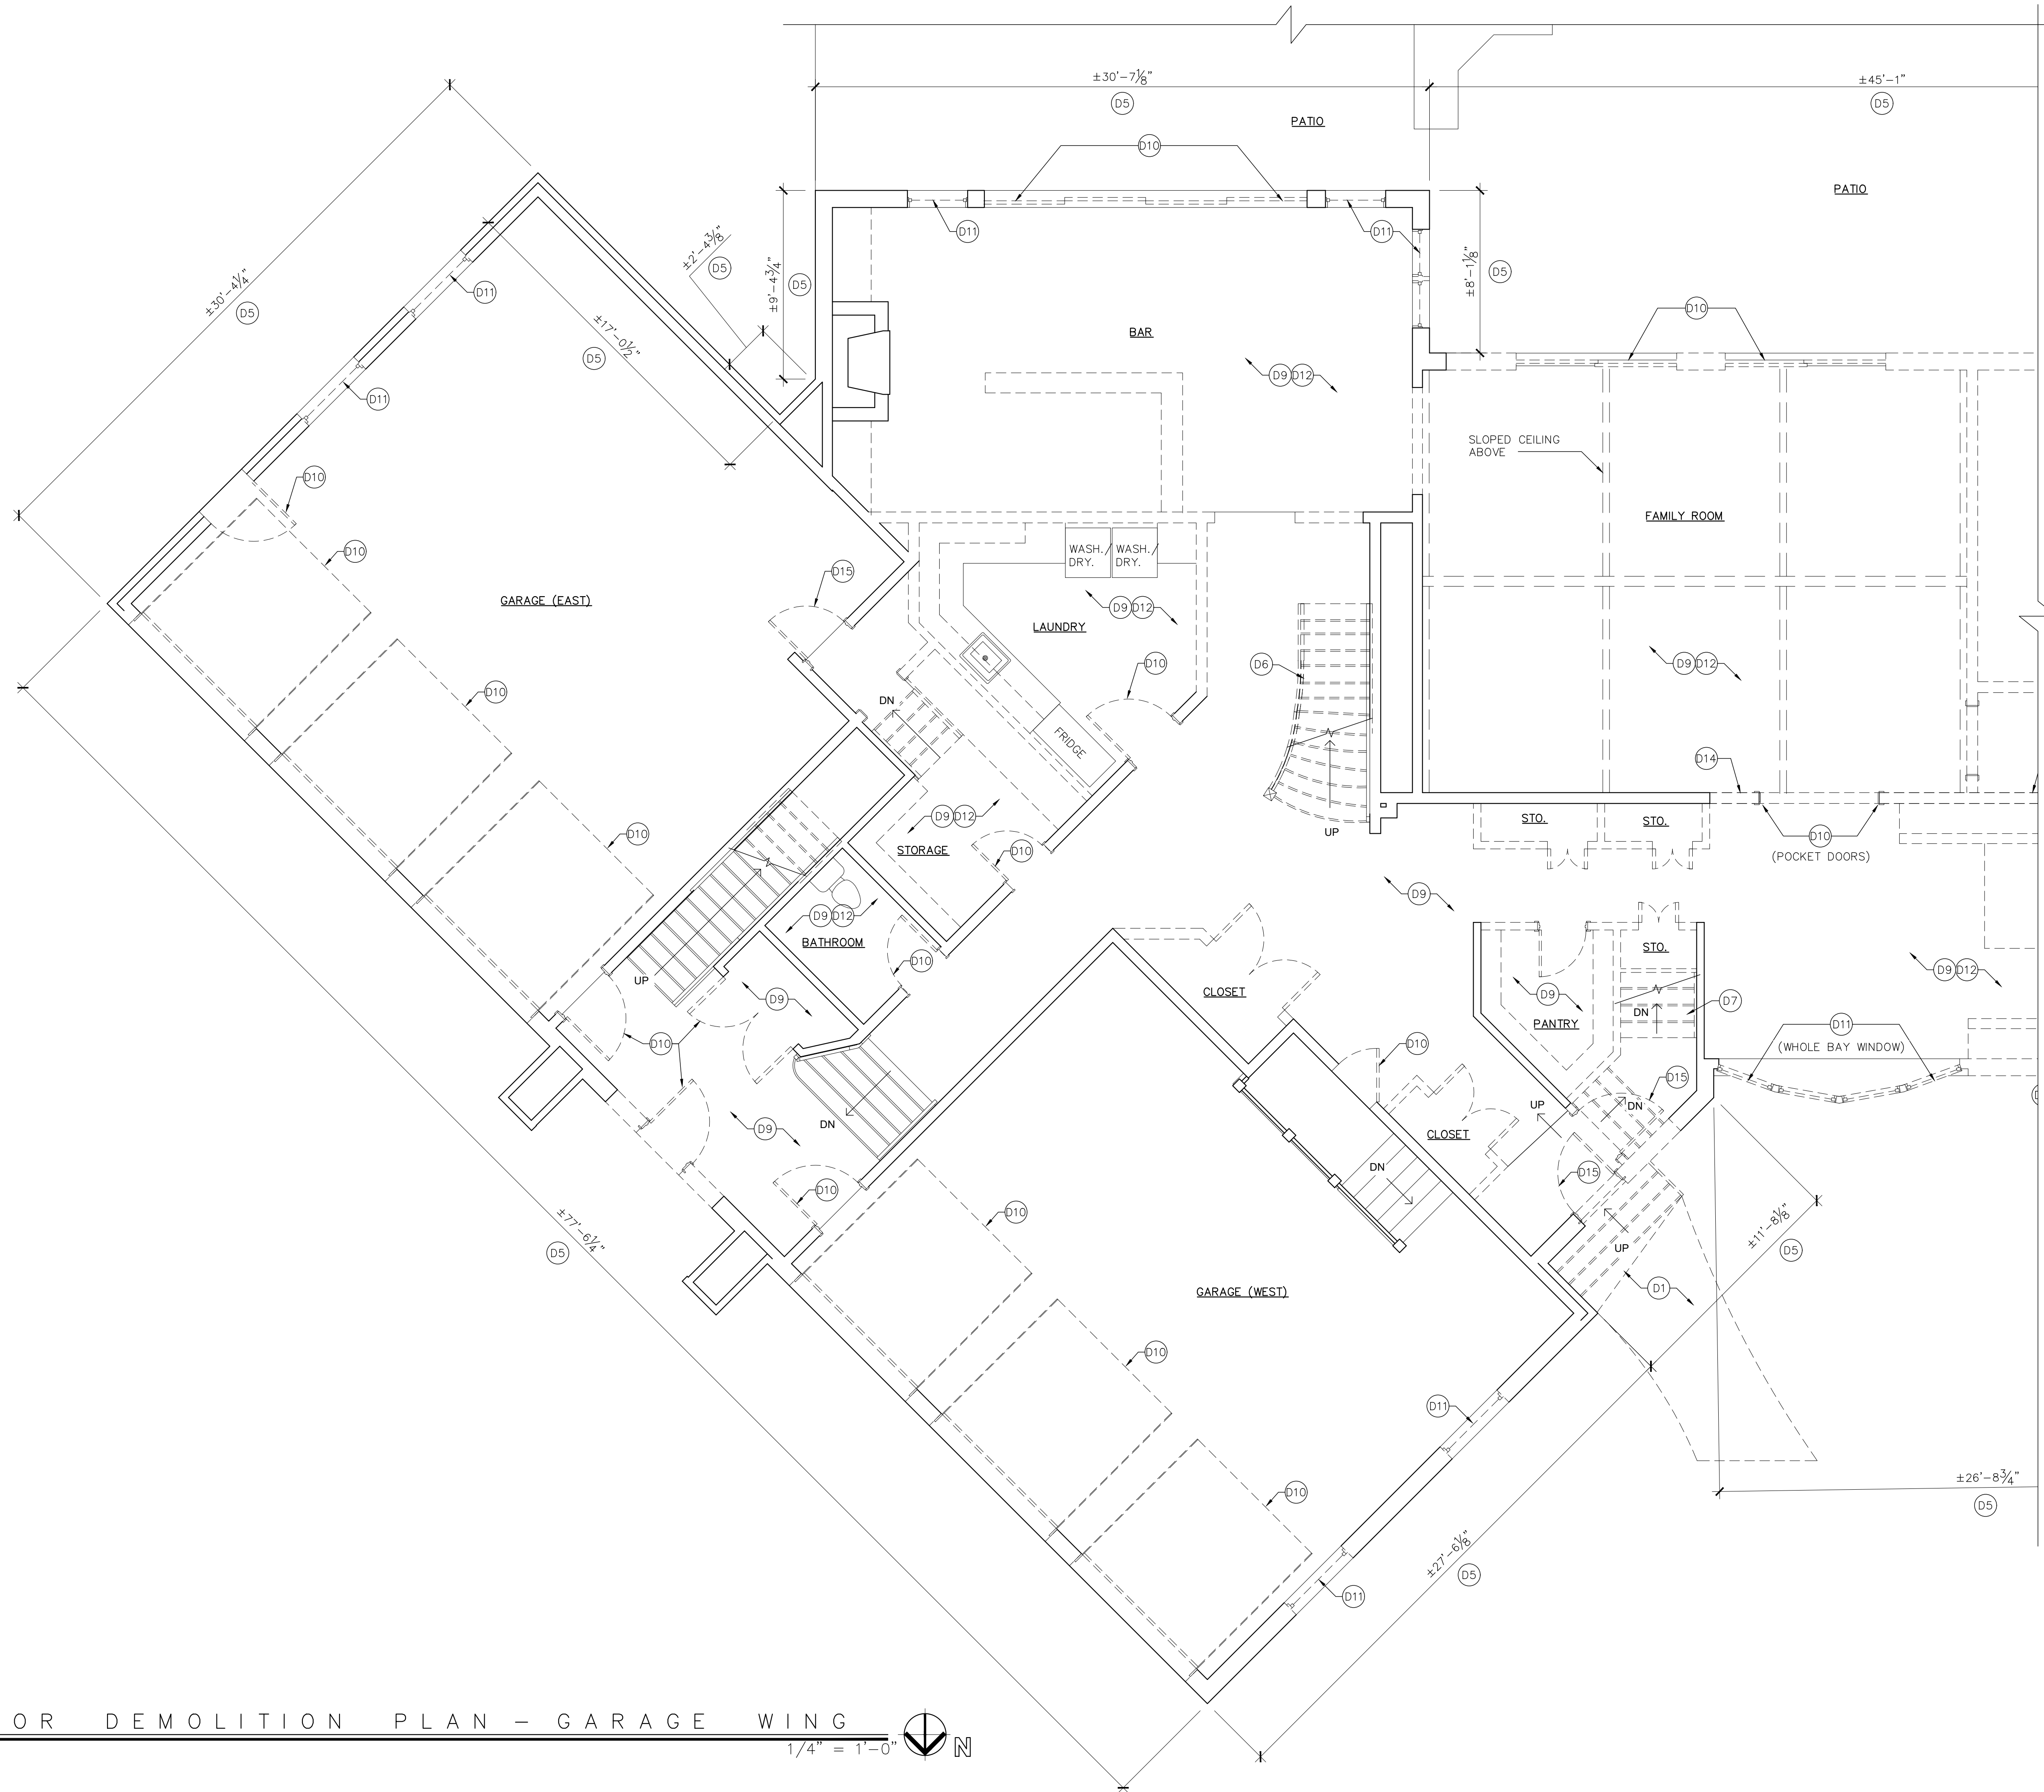 ±30'-7⅛"
D5
±45'-1"
D5
PATIO
D10
PATIO
±30'-4¼"
D5
D11
D11
±17'-0½"
D5
±2'-4⅜"
D5
±9'-4¾"
D5
D11
D11
±8'-1⅛"
D5
BAR
D9 D12
D10
SLOPED CEILING
ABOVE
FAMILY ROOM
D9 D12
D10
D10
GARAGE (EAST)
D15
D10
D10
WASH./
DRY.
WASH./
DRY.
D9 D12
LAUNDRY
D10
FRIDGE
DN
D6
UP
D14
D10
(POCKET DOORS)
STO.
STO.
D9 D12
STORAGE
D10
D9 D12
BATHROOM
D10
UP
D9
D10
D9
DN
D10
D9
CLOSET
D10
CLOSET
DN
D9
PANTRY
STO.
D7
DN
D15
DN
UP
D15
UP
D1
D9 D12
D11
(WHOLE BAY WINDOW)
±11'-8⅛"
D5
±77'-6¼"
D5
GARAGE (WEST)
D10
D10
D10
D11
D11
±27'-6⅛"
D5
±26'-8¾"
D5
OR DEMOLITION PLAN - GARAGE WING
1/4" = 1'-0"
N